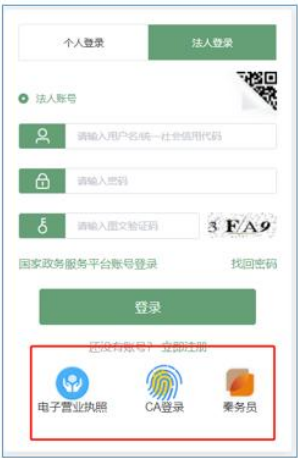 个人登录
法人登录
法人账号
请输入用户名/统一社会信用代码
请输入密码
请输入图文验证码
3 F A 9
国家政务服务平台账号登录
找回密码
登录
还没有账号？ 立即注册
电子营业执照
CA登录
秦务员